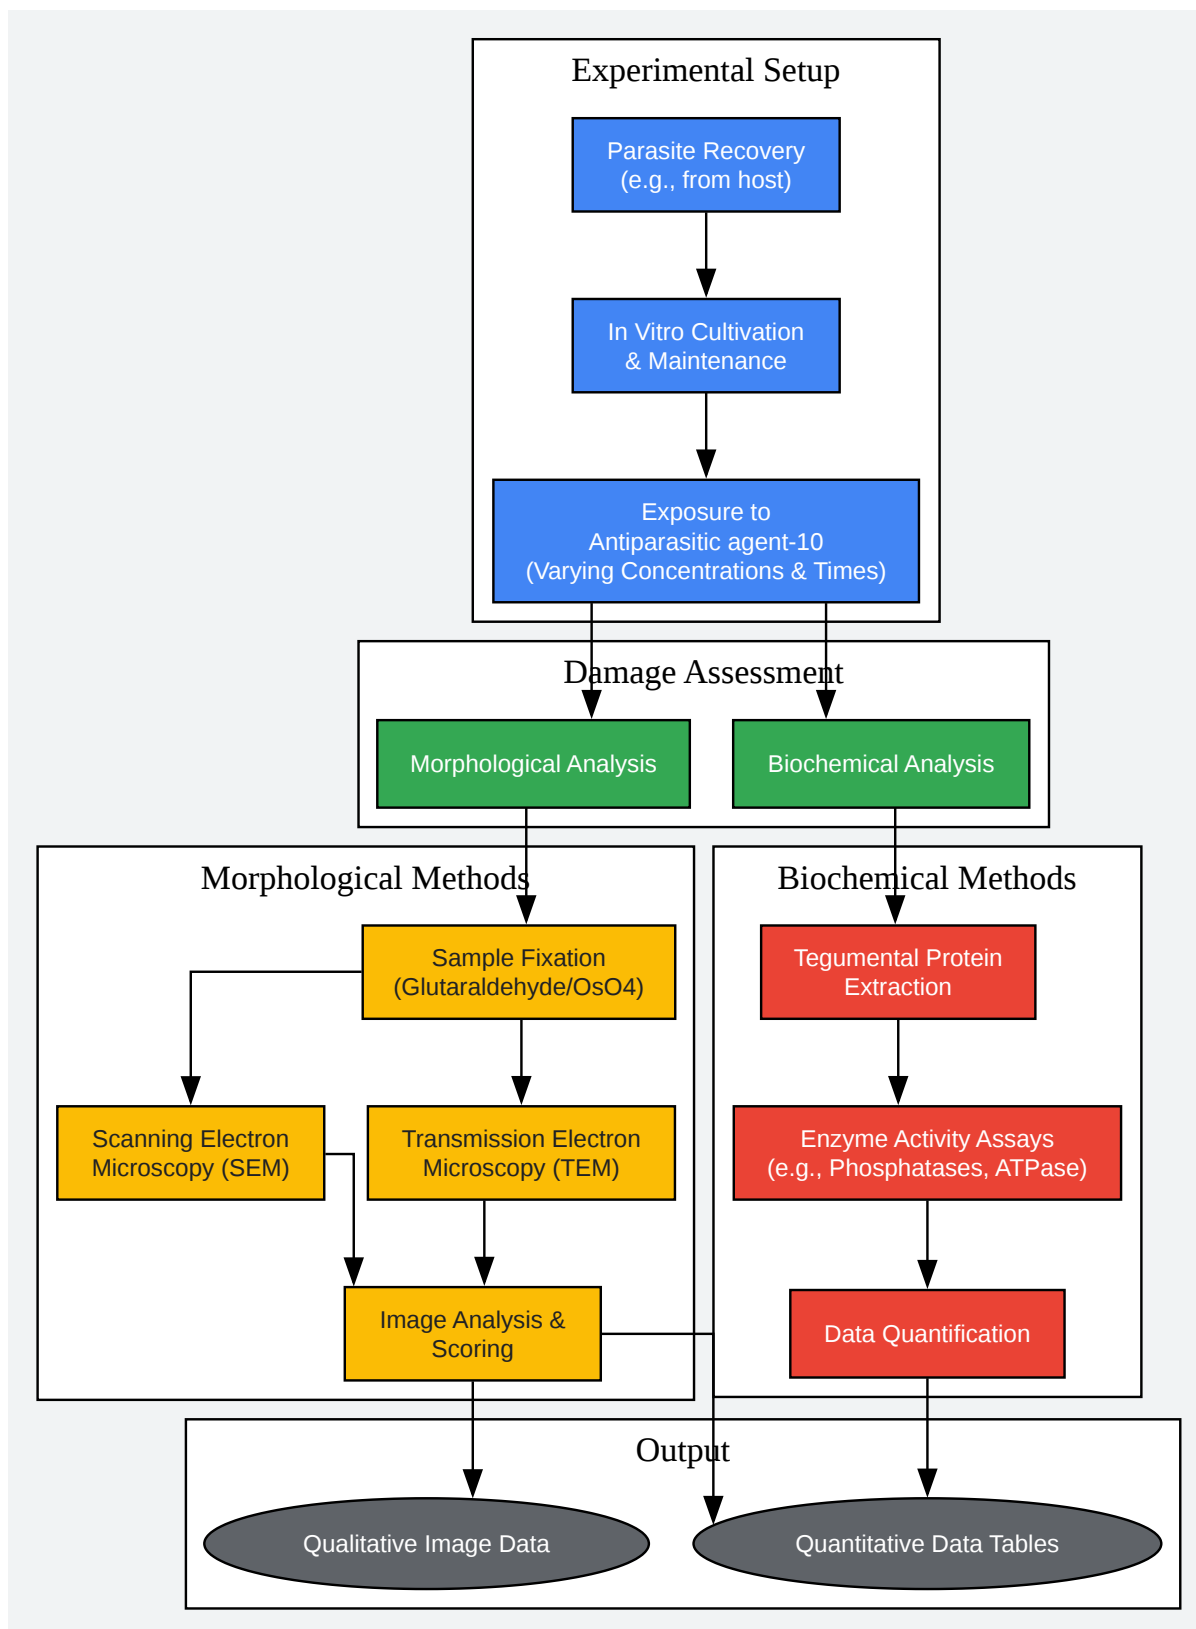 Experimental Setup
Parasite Recovery
(e.g., from host)
In Vitro Cultivation
& Maintenance
Exposure to
Antiparasitic agent-10
(Varying Concentrations & Times)
Damage Assessment
Morphological Analysis
Biochemical Analysis
Morphological Methods
Sample Fixation
(Glutaraldehyde/OsO4)
Scanning Electron
Microscopy (SEM)
Transmission Electron
Microscopy (TEM)
Image Analysis &
Scoring
Biochemical Methods
Tegumental Protein
Extraction
Enzyme Activity Assays
(e.g., Phosphatases, ATPase)
Data Quantification
Output
Qualitative Image Data
Quantitative Data Tables